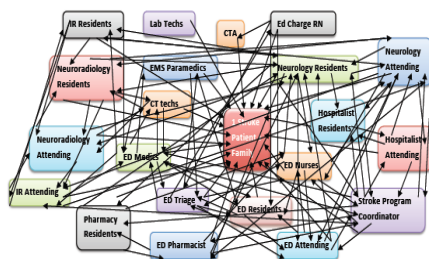 IR Residents
Lab Techs
CTA
Ed Charge RN
Neurology
Attending
Neuroradiology
Residents
EMS Paramedics
Neurology Residents
CT techs
Hospitalist
Residents
1 Stroke
Patient
Family
Neuroradiology
Attending
ED Medics
ED Nurses
Hospitalist
Attending
IR Attending
ED Triage
ED Residents
Stroke Program
Coordinator
Pharmacy
Residents
ED Pharmacist
ED Attending